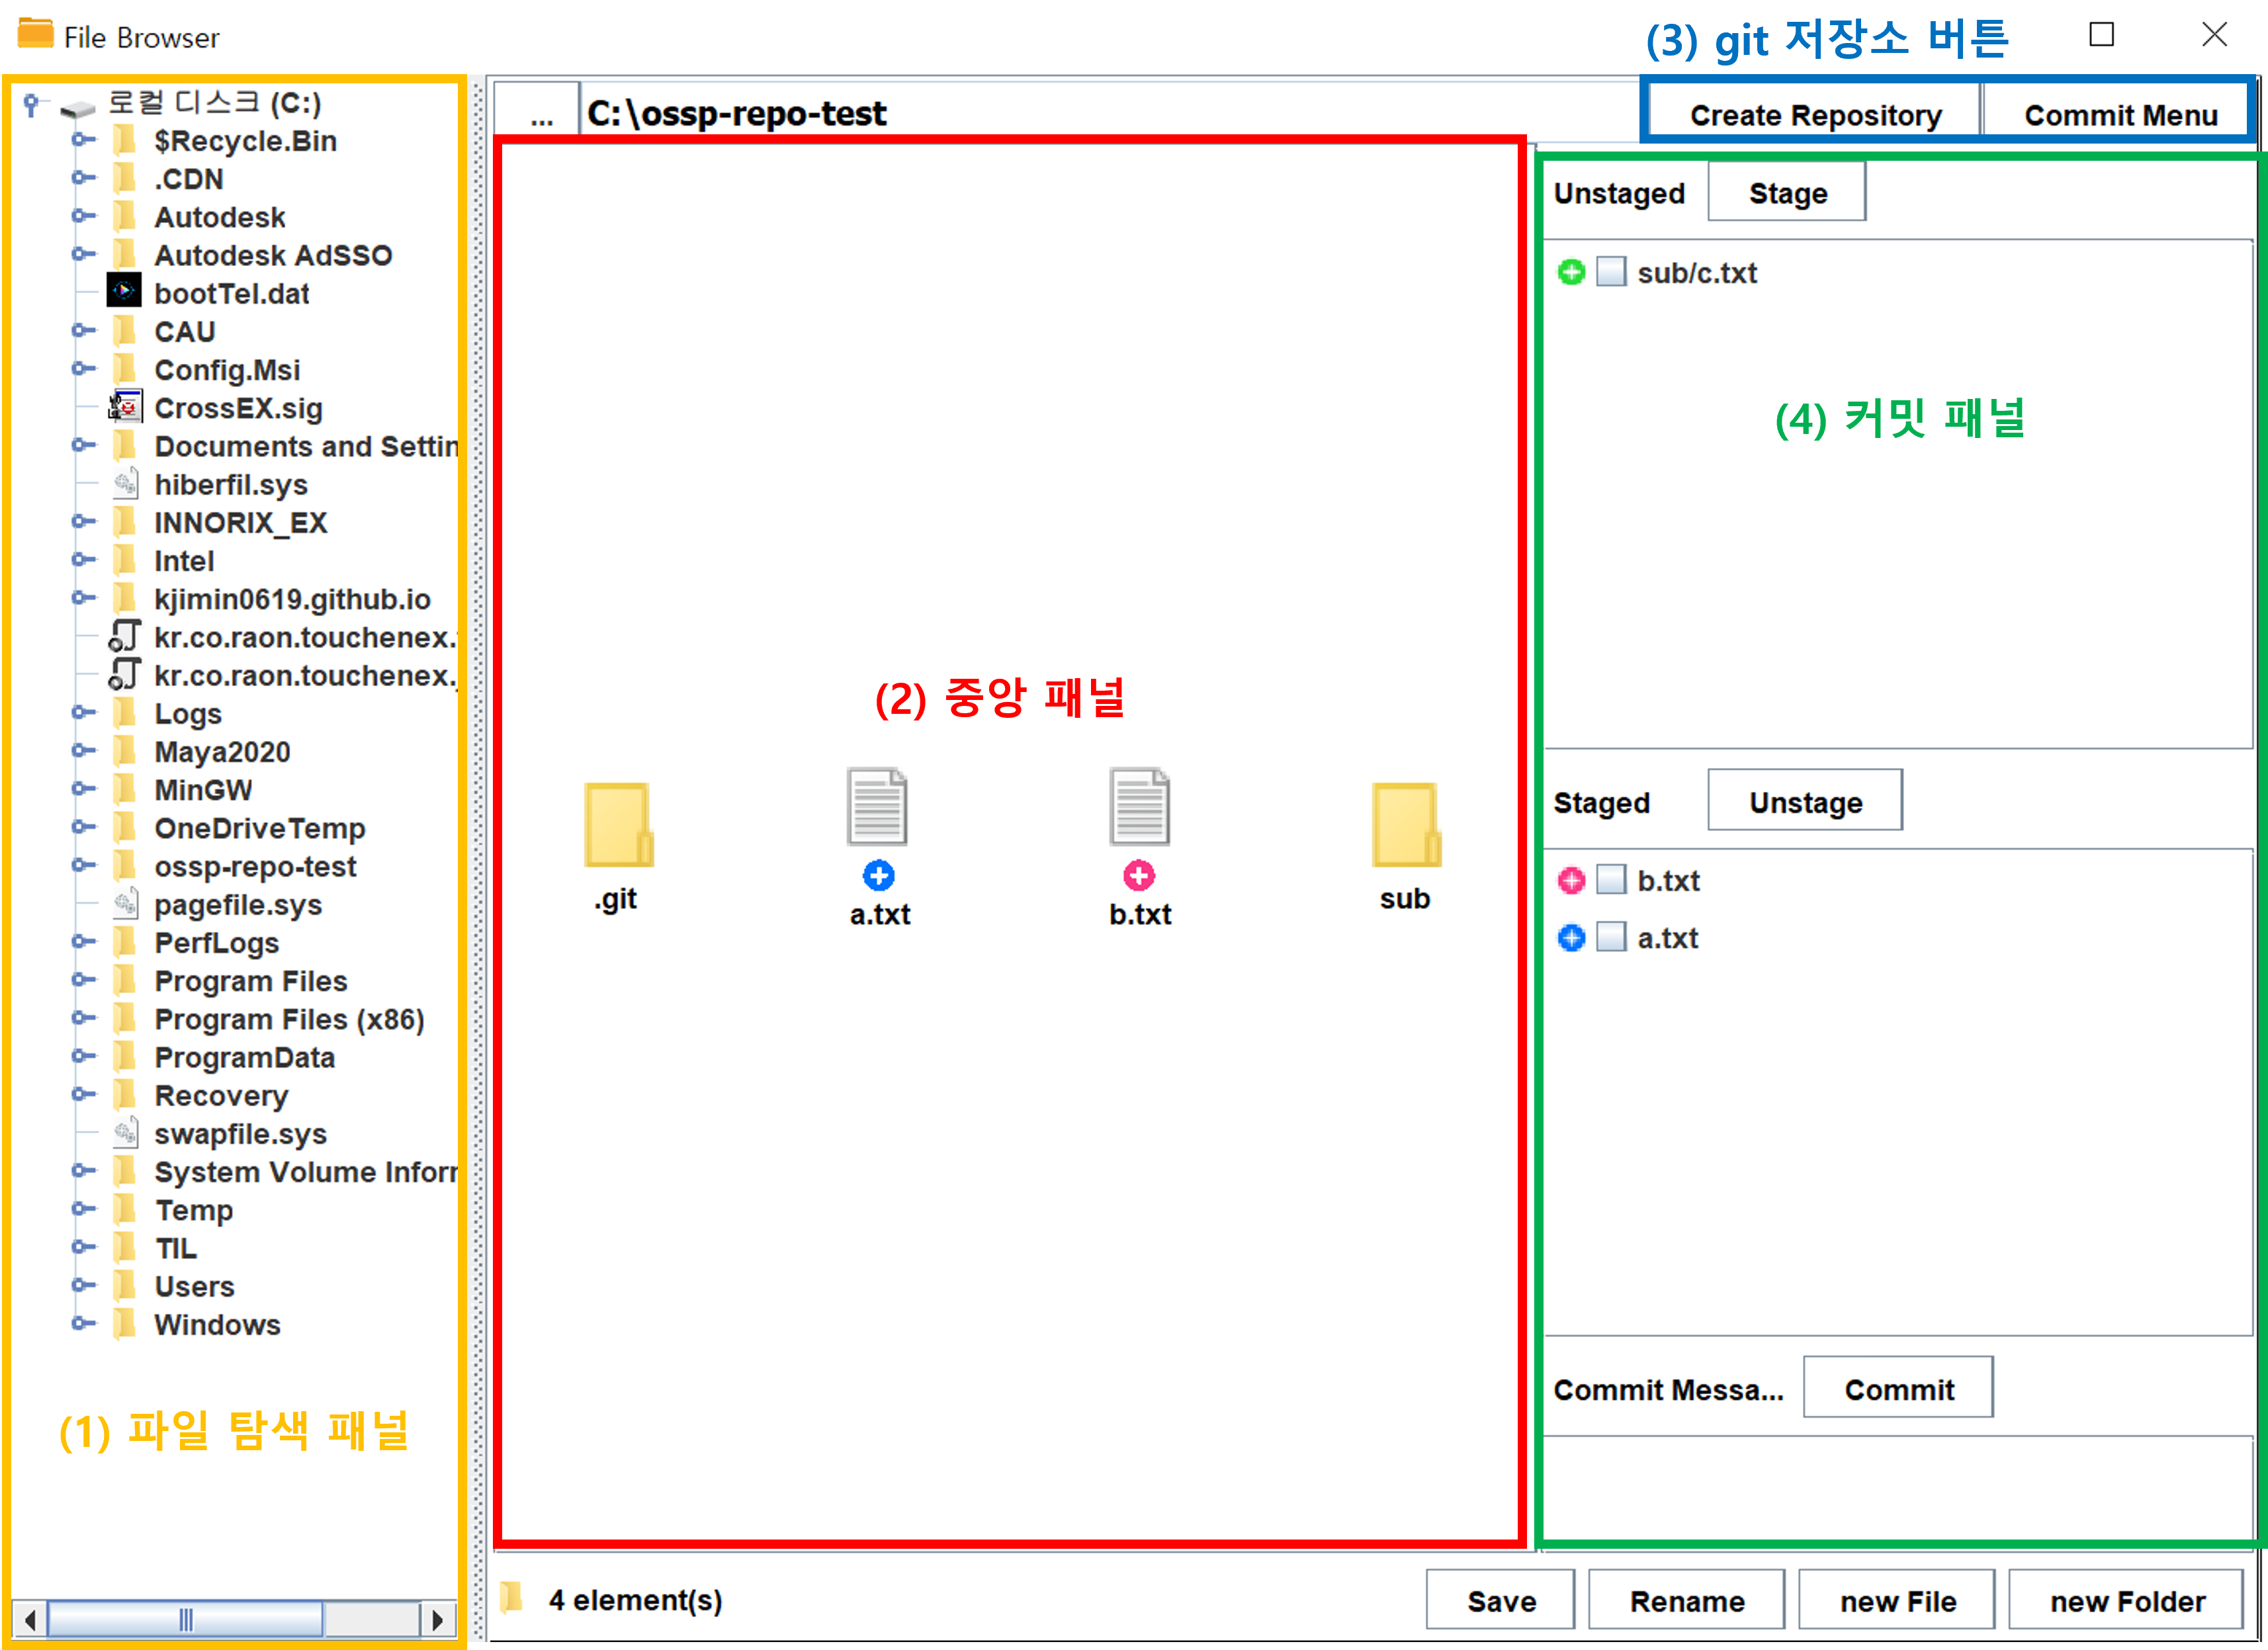 File Browser
(3) git 저장소 버튼
로컬 디스크 (C:)
$Recycle.Bin
.CDN
Autodesk
Autodesk AdSSO
bootTel.dat
CAU
Config.Msi
CrossEX.sig
Documents and Settin
hiberfil.sys
INNORIX_EX
Intel
kjimin0619.github.io
kr.co.raon.touchenex.
kr.co.raon.touchenex.
Logs
Maya2020
MinGW
OneDriveTemp
ossp-repo-test
pagefile.sys
PerfLogs
Program Files
Program Files (x86)
ProgramData
Recovery
swapfile.sys
System Volume Infor
Temp
TIL
Users
Windows
(1) 파일 탐색 패널
... C:\ossp-repo-test
Create Repository Commit Menu
(2) 중앙 패널
.git a.txt b.txt sub
Unstaged Stage
sub/c.txt
(4) 커밋 패널
Staged Unstage
b.txt
a.txt
Commit Messa... Commit
4 element(s)
Save Rename new File new Folder